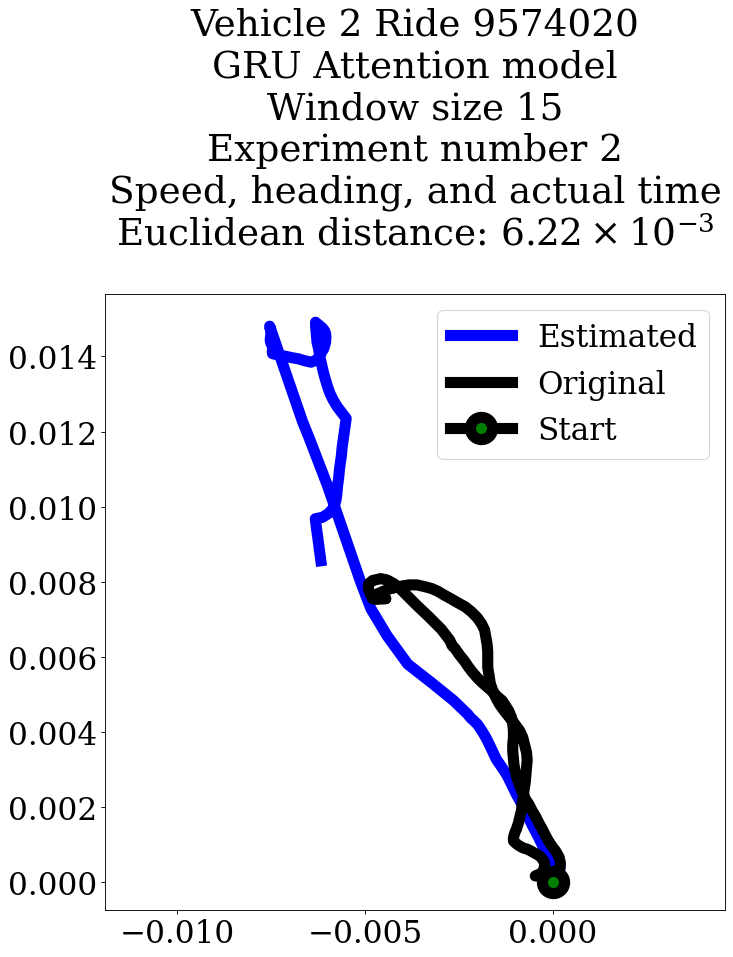 Vehicle 2 Ride 9574020
GRU Attention model
Window size 15
Experiment number 2
Speed, heading, and actual time
Euclidean distance: 6.22 × 10⁻³
Estimated
Original
Start
0.014
0.012
0.010
0.008
0.006
0.004
0.002
0.000
−0.010 −0.005 0.000